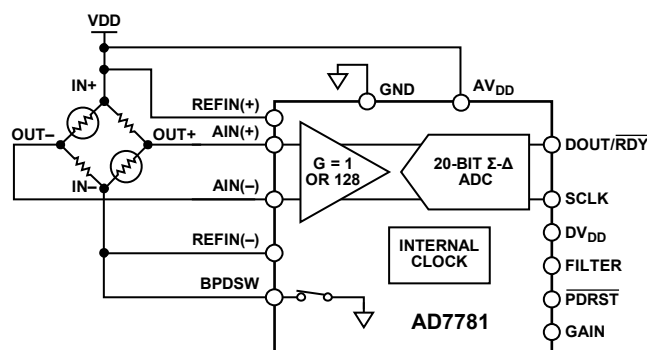 VDD
IN+
OUT–
OUT+
IN–
REFIN(+)
AIN(+)
AIN(–)
REFIN(–)
BPDSW
GND
AVDD
G = 1
OR 128
20-BIT Σ-Δ
ADC
INTERNAL
CLOCK
AD7781
DOUT/RDY
SCLK
DVDD
FILTER
PDRST
GAIN